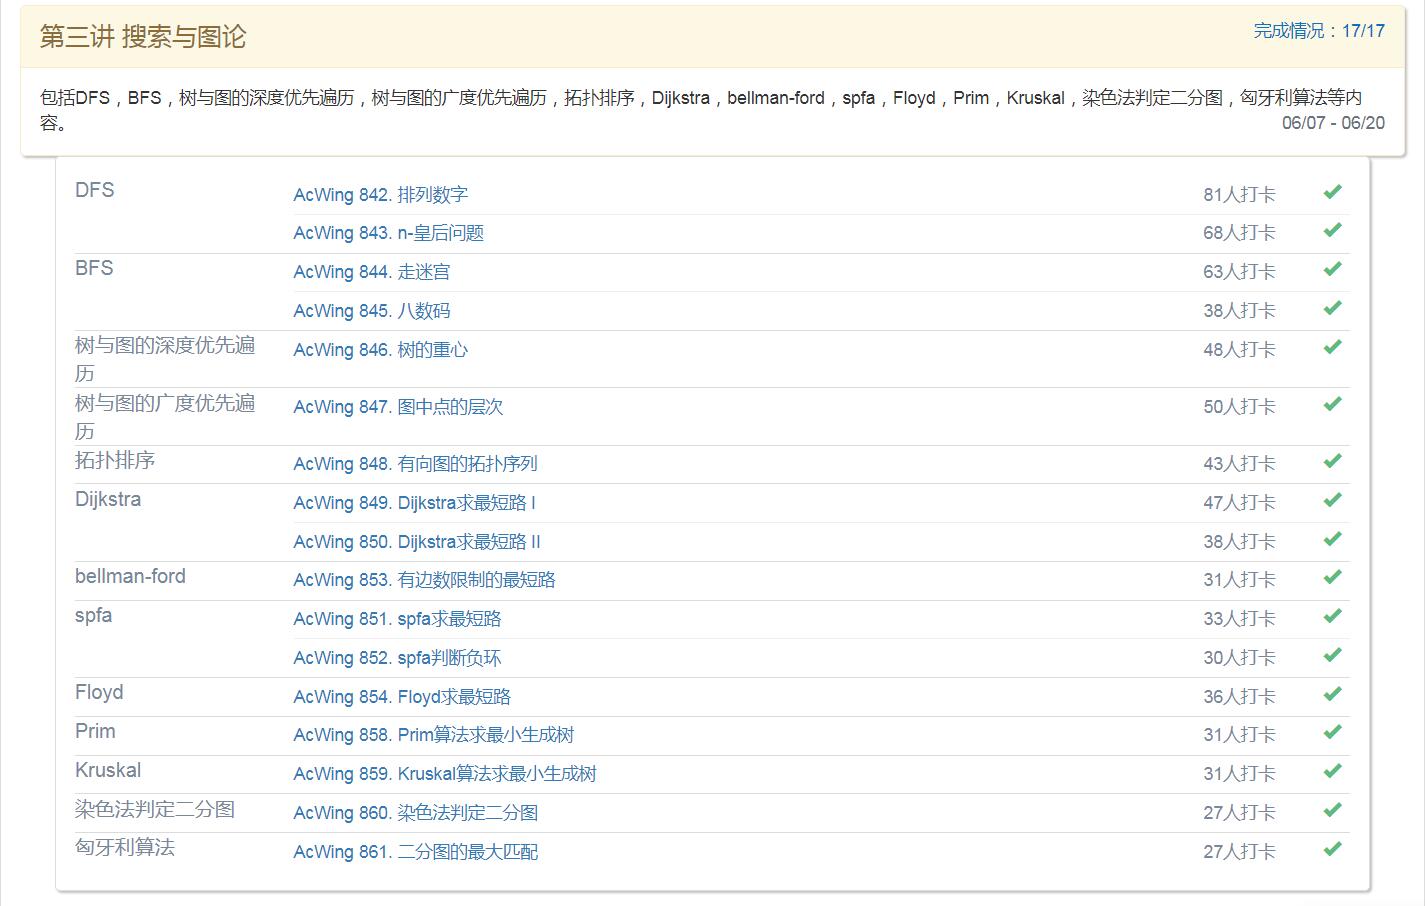 第三讲 搜索与图论
完成情况：17/17
包括DFS，BFS，树与图的深度优先遍历，树与图的广度优先遍历，拓扑排序，Dijkstra，bellman-ford，spfa，Floyd，Prim，Kruskal，染色法判定二分图，匈牙利算法等内
容。
06/07 - 06/20
DFS AcWing 842. 排列数字 81人打卡
AcWing 843. n-皇后问题 68人打卡
BFS AcWing 844. 走迷宫 63人打卡
AcWing 845. 八数码 38人打卡
树与图的深度优先遍 AcWing 846. 树的重心 48人打卡
历
树与图的广度优先遍 AcWing 847. 图中点的层次 50人打卡
历
拓扑排序 AcWing 848. 有向图的拓扑序列 43人打卡
Dijkstra AcWing 849. Dijkstra求最短路 I 47人打卡
AcWing 850. Dijkstra求最短路 II 38人打卡
bellman-ford AcWing 853. 有边数限制的最短路 31人打卡
spfa AcWing 851. spfa求最短路 33人打卡
AcWing 852. spfa判断负环 30人打卡
Floyd AcWing 854. Floyd求最短路 36人打卡
Prim AcWing 858. Prim算法求最小生成树 31人打卡
Kruskal AcWing 859. Kruskal算法求最小生成树 31人打卡
染色法判定二分图 AcWing 860. 染色法判定二分图 27人打卡
匈牙利算法 AcWing 861. 二分图的最大匹配 27人打卡